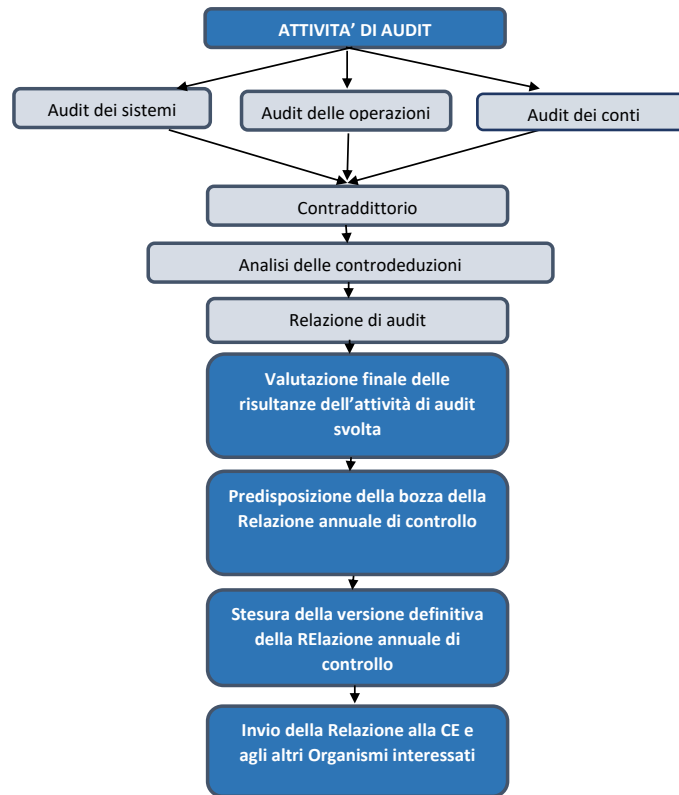 ATTIVITA’ DI AUDIT
Audit dei sistemi
Audit delle operazioni
Audit dei conti
Contraddittorio
Analisi delle controdeduzioni
Relazione di audit
Valutazione finale delle
risultanze dell’attività di audit
svolta
Predisposizione della bozza della
Relazione annuale di controllo
Stesura della versione definitiva
della RElazione annuale di
controllo
Invio della Relazione alla CE e
agli altri Organismi interessati